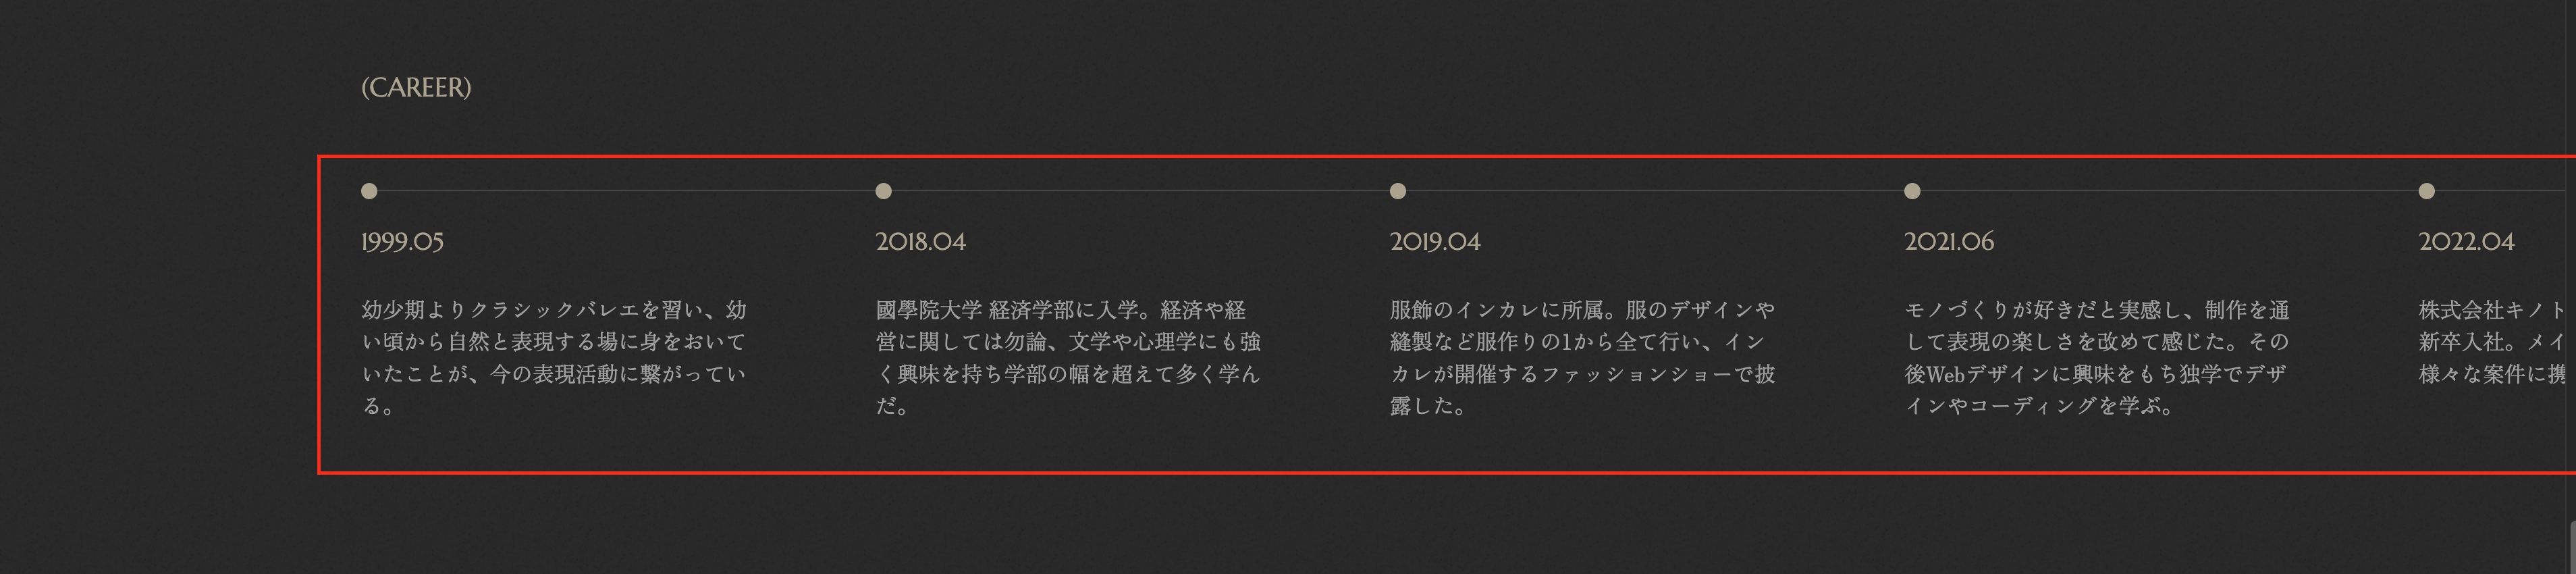 (CAREER)
1999.05
幼少期よりクラシックバレエを習い、幼
い頃から自然と表現する場に身をおいて
いたことが、今の表現活動に繋がってい
る。
2018.04
國學院大学 経済学部に入学。経済や経
営に関しては勿論、文学や心理学にも強
く興味を持ち学部の幅を超えて多く学ん
だ。
2019.04
服飾のインカレに所属。服のデザインや
縫製など服作りの1から全て行い、イン
カレが開催するファッションショーで披
露した。
2021.06
モノづくりが好きだと実感し、制作を通
して表現の楽しさを改めて感じた。その
後Webデザインに興味をもち独学でデザ
インやコーディングを学ぶ。
2022.04
株式会社キノト
新卒入社。メイ
様々な案件に携